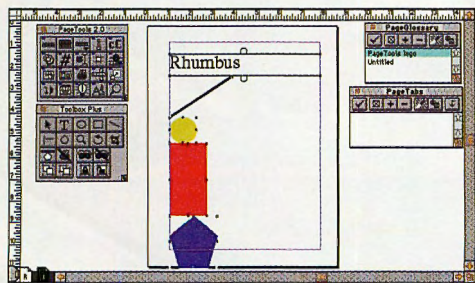 PageTools 2.0
Toolbox Plus
Rhumbus
PageGlossary
PageTools logo
Untitled
PageTabs